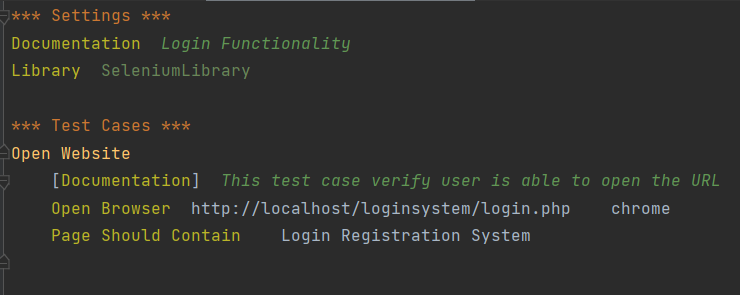 *** Settings ***
Documentation  Login Functionality
Library  SeleniumLibrary
*** Test Cases ***
Open Website
[Documentation]  This test case verify user is able to open the URL
Open Browser  http://localhost/loginsystem/login.php    chrome
Page Should Contain    Login Registration System